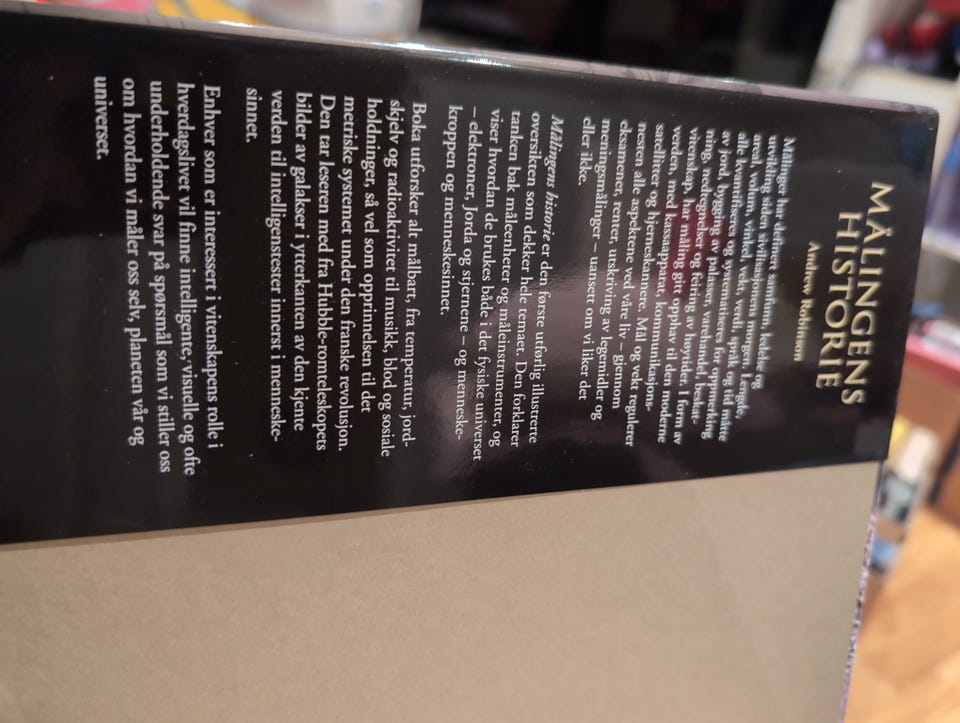 MÅLINGENS
HISTORIE
Andrew Robinson
Målinger har definert samfunn, ledelse og
utvikling siden sivilisasjonens morgen. Lengde,
areal, volum, vinkel, vekt, verdi, språk og tid måtte
alle kvantifiseres og systematiseres for oppmerking
av jord, bygging av palasser, varehandel, beskat-
ning, nedtegnelser og feiring av høytider. I form av
vitenskap, har måling gitt opphav til den moderne
verden, med kassaapparat, kommunikasjons-
satellitter og hjerneskannere. Mål og vekt regulerer
nesten alle aspektene ved våre liv – gjennom
eksamener, renter, utskriving av legemidler og
meningsmålinger – uansett om vi liker det
eller ikke.
Målingens historie er den første utførlig illustrerte
oversikten som dekker hele temaet. Den forklarer
tanken bak måleenheter og måleinstrumenter, og
viser hvordan de brukes både i det fysiske universet
– elektroner, Jorda og stjernene – og menneske-
kroppen og menneskesinnet.
Boka utforsker alt målbart, fra temperatur, jord-
skjelv og radioaktivitet til musikk, blod og sosiale
holdninger, så vel som opprinnelsen til det
metriske systemet under den franske revolusjon.
Den tar leseren med fra Hubble-romteleskopets
bilder av galakser i ytterkanten av den kjente
verden til intelligenstester innerst i menneske-
sinnet.
Enhver som er interessert i vitenskapens rolle i
hverdagslivet vil finne intelligente, visuelle og ofte
underholdende svar på spørsmål som vi stiller oss
om hvordan vi måler oss selv, planeten vår og
universet.